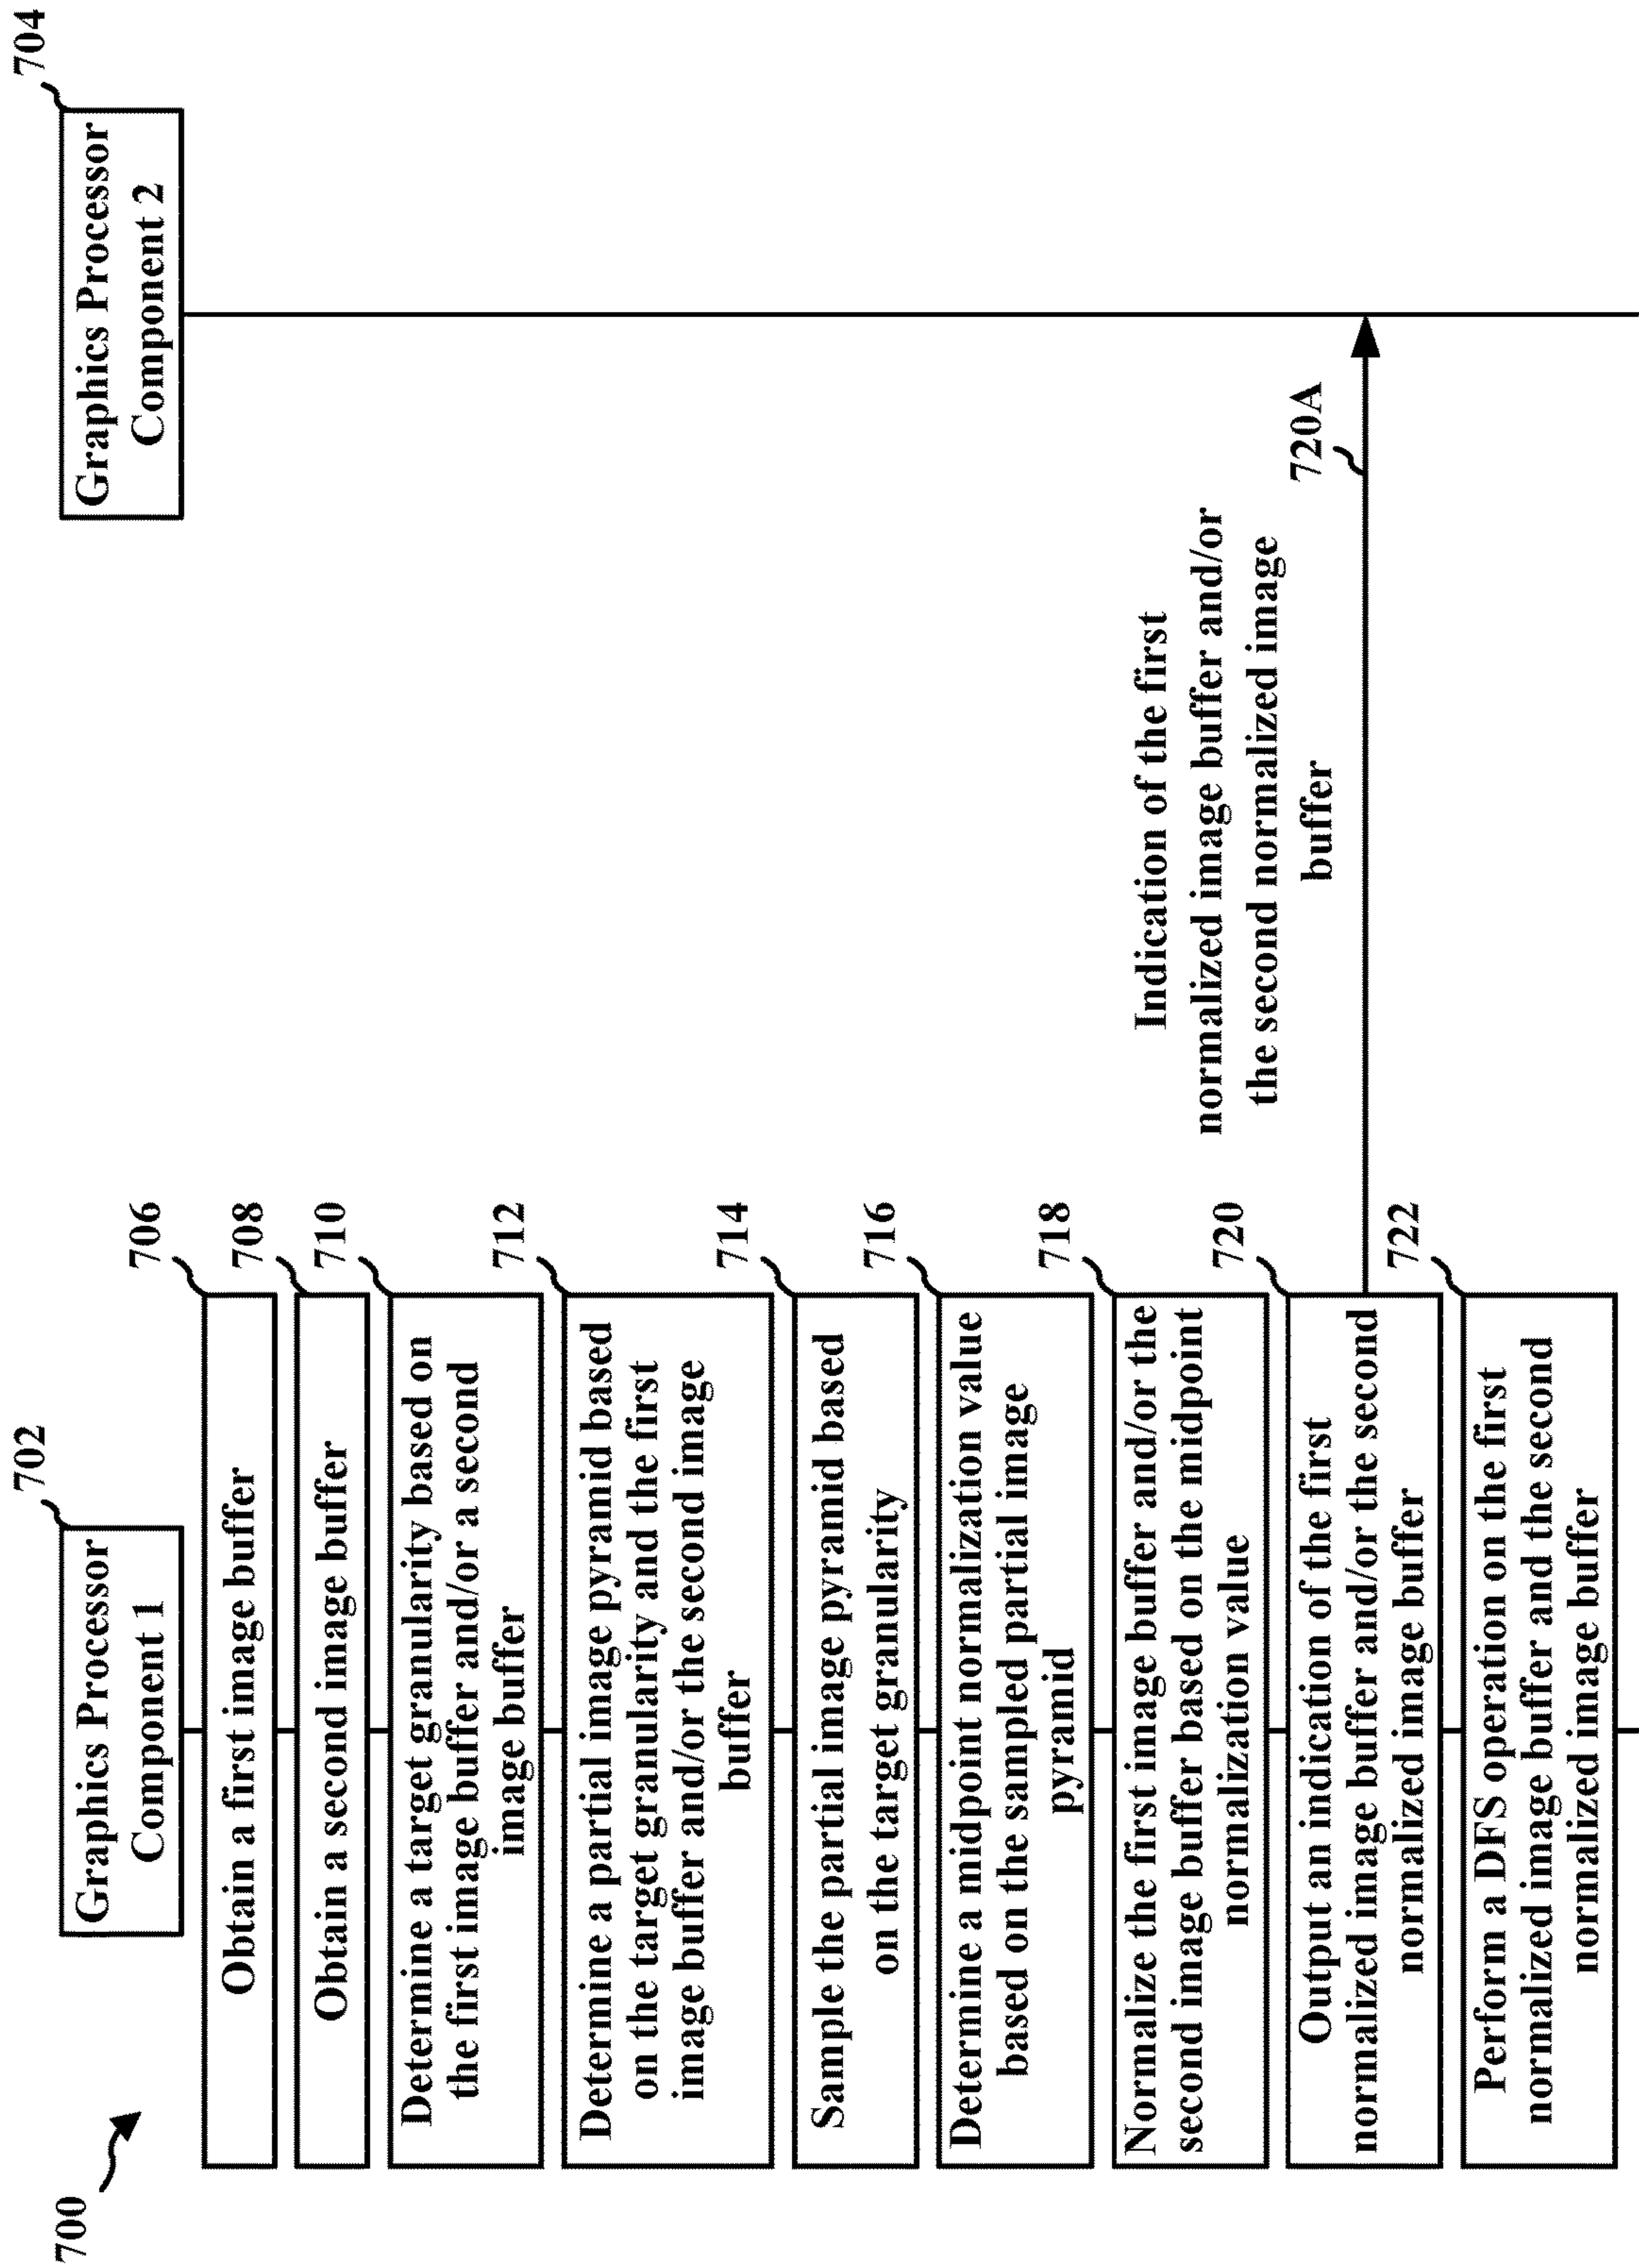 700
702
Graphics Processor
Component 1
704
Graphics Processor
Component 2
706
Obtain a first image buffer
708
Obtain a second image buffer
710
Determine a target granularity based on
the first image buffer and/or a second
image buffer
712
Determine a partial image pyramid based
on the target granularity and the first
image buffer and/or the second image
buffer
714
Sample the partial image pyramid based
on the target granularity
716
Determine a midpoint normalization value
based on the sampled partial image
pyramid
718
Normalize the first image buffer and/or the
second image buffer based on the midpoint
normalization value
720
Output an indication of the first
normalized image buffer and/or the second
normalized image buffer
Indication of the first
normalized image buffer and/or
the second normalized image
buffer
720A
722
Perform a DFS operation on the first
normalized image buffer and the second
normalized image buffer